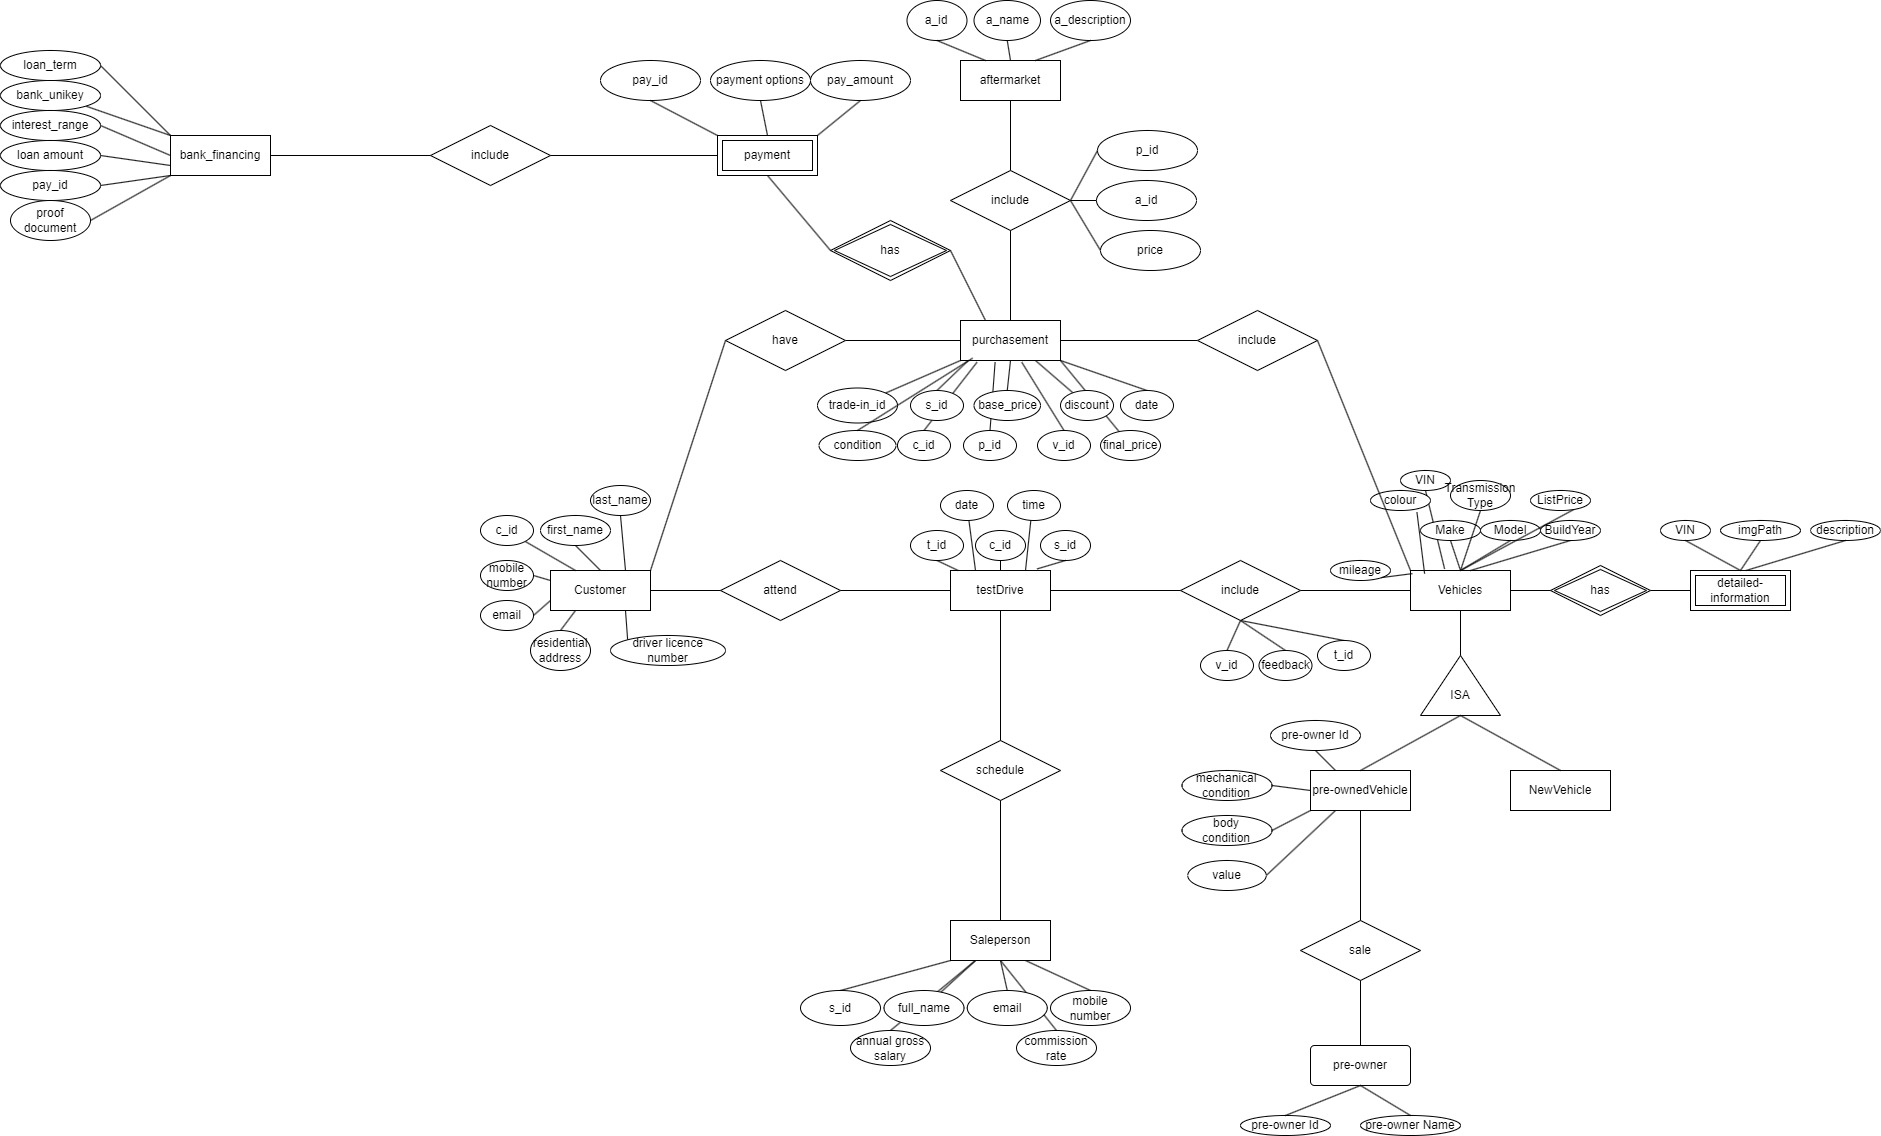 a_id
a_name
a_description
loan_term
bank_unikey
interest_range
loan amount
pay_id
proof
document
bank_financing
include
pay_id
payment options
pay_amount
payment
aftermarket
include
p_id
a_id
price
has
have
purchasement
include
trade-in_id
s_id
base_price
discount
date
condition
c_id
p_id
v_id
final_price
last_name
c_id
first_name
mobile
number
email
residential
address
driver licence
number
Customer
attend
date
time
t_id
c_id
s_id
testDrive
include
v_id
feedback
t_id
VIN
Transmission
Type
colour
ListPrice
Make
Model
BuildYear
mileage
Vehicles
has
VIN
imgPath
description
detailed-
information
ISA
pre-owner Id
mechanical
condition
body
condition
value
pre-ownedVehicle
NewVehicle
schedule
Saleperson
s_id
full_name
email
mobile
number
annual gross
salary
commission
rate
sale
pre-owner
pre-owner Id
pre-owner Name